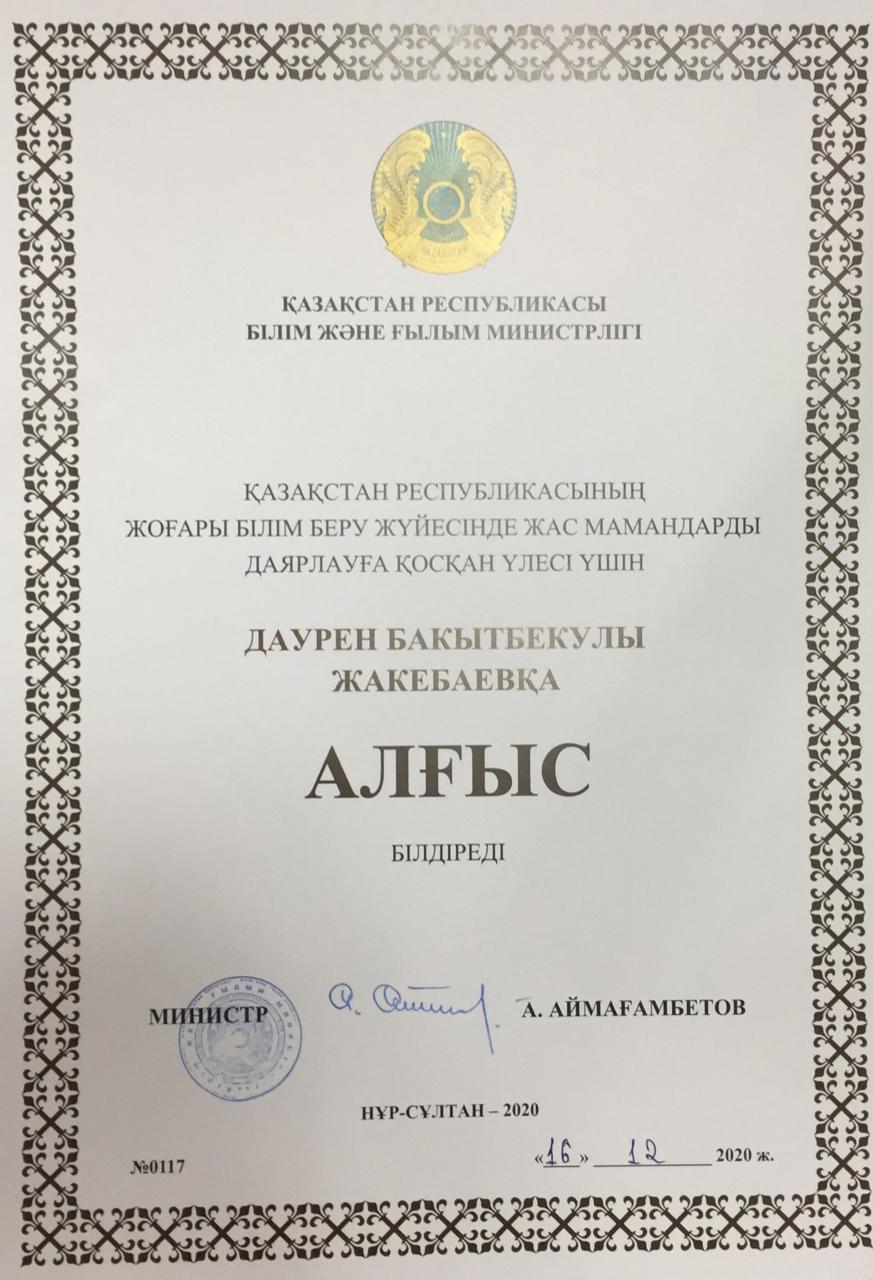 ҚАЗАҚСТАН РЕСПУБЛИКАСЫ
БІЛІМ ЖӘНЕ ҒЫЛЫМ МИНИСТРЛІГІ
ҚАЗАҚСТАН РЕСПУБЛИКАСЫНЫҢ
ЖОҒАРЫ БІЛІМ БЕРУ ЖҮЙЕСІНДЕ ЖАС МАМАНДАРДЫ
ДАЯРЛАУҒА ҚОСҚАН ҮЛЕСІ ҮШІН
ДАУРЕН БАКЫТБЕКУЛЫ
ЖАКЕБАЕВҚА
АЛҒЫС
БІЛДІРЕДІ
МИНИСТР А. АЙМАҒАМБЕТОВ
НҰР-СҰЛТАН – 2020
№0117 «16» 12 2020 ж.